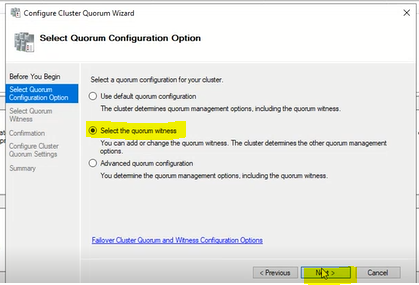 Configure Cluster Quorum Wizard
Select Quorum Configuration Option
Before You Begin
Select Quorum
Configuration Option
Select Quorum
Witness
Confirmation
Configure Cluster
Quorum Settings
Summary
Select a quorum configuration for your cluster.
Use default quorum configuration
The cluster determines quorum management options, including the quorum witness.
Select the quorum witness
You can add or change the quorum witness. The cluster determines the other quorum management
options.
Advanced quorum configuration
You determine the quorum management options, including the quorum witness.
Failover Cluster Quorum and Witness Configuration Options
< Previous
Next >
Cancel